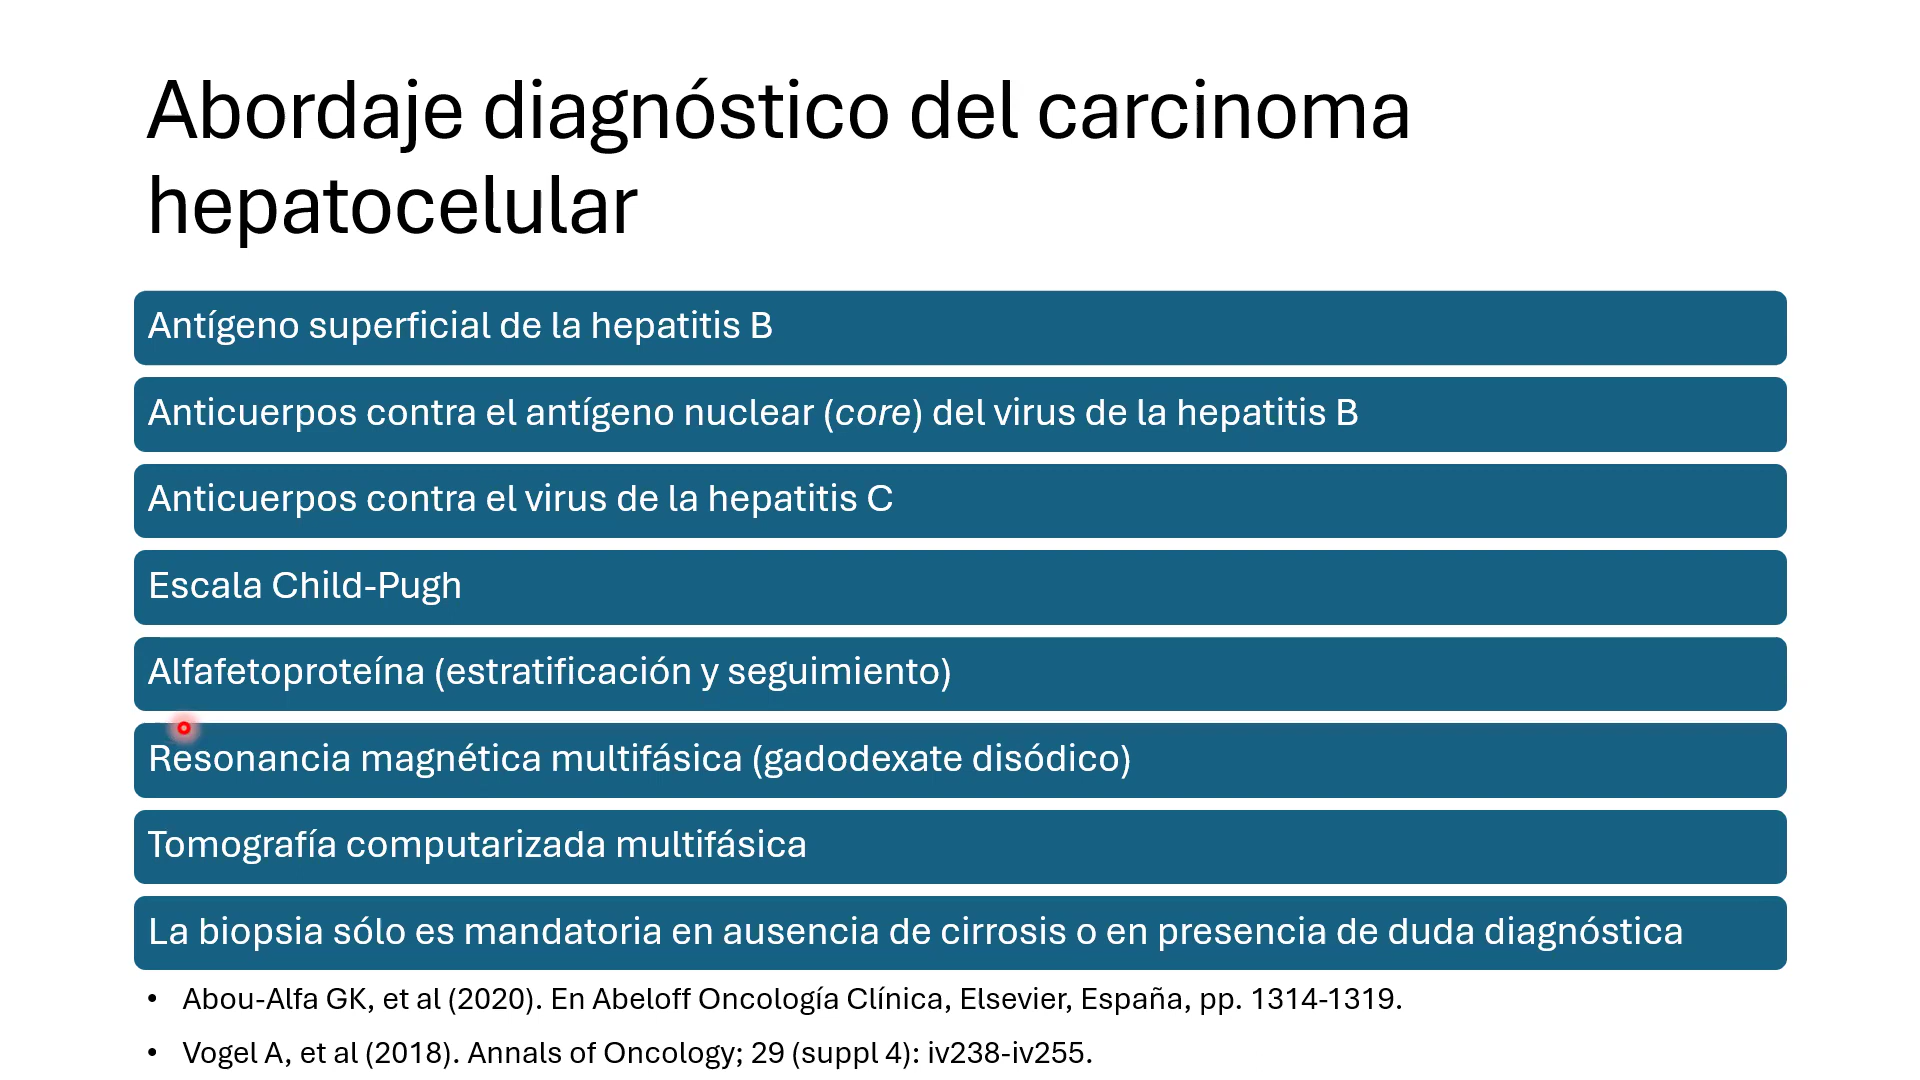 Abordaje diagnóstico del carcinoma
hepatocelular
Antígeno superficial de la hepatitis B
Anticuerpos contra el antígeno nuclear (core) del virus de la hepatitis B
Anticuerpos contra el virus de la hepatitis C
Escala Child-Pugh
Alfafetoproteína (estratificación y seguimiento)
Resonancia magnética multifásica (gadodexate disódico)
Tomografía computarizada multifásica
La biopsia sólo es mandatoria en ausencia de cirrosis o en presencia de duda diagnóstica
• Abou-Alfa GK, et al (2020). En Abeloff Oncología Clínica, Elsevier, España, pp. 1314-1319.
• Vogel A, et al (2018). Annals of Oncology; 29 (suppl 4): iv238-iv255.